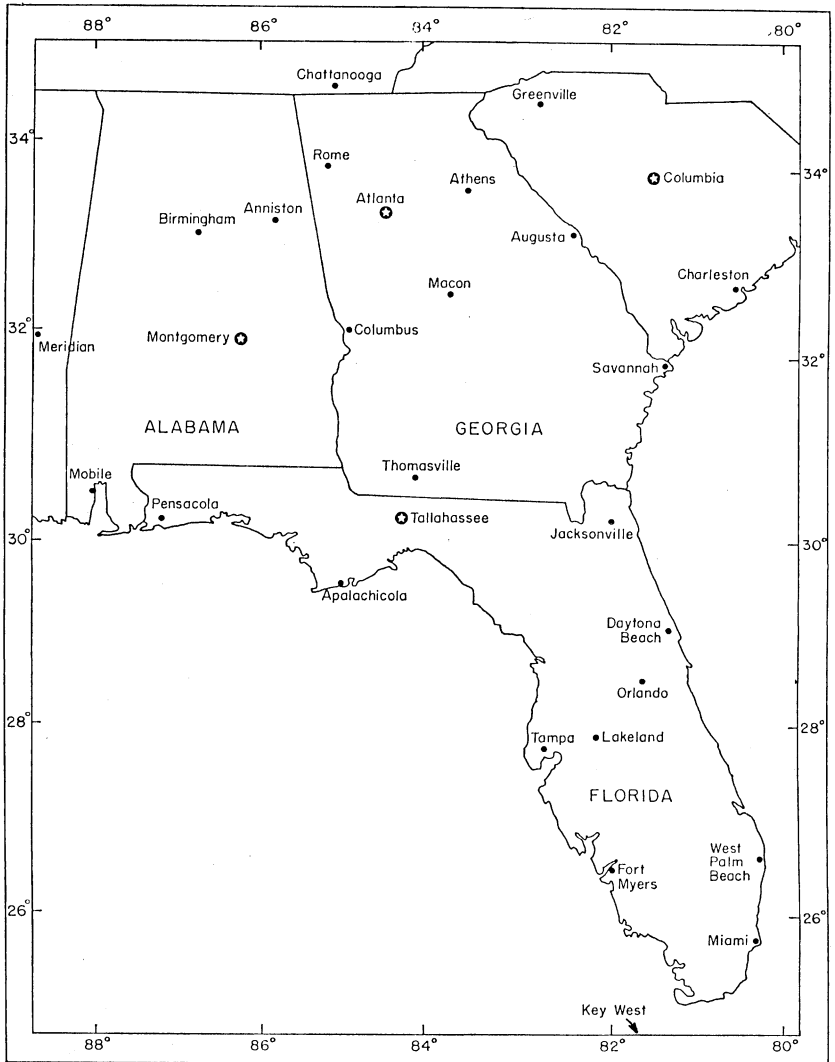 88°
86°
84°
82°
80°
Chattanooga
Greenville
34°
Rome
Athens
34°
Columbia
Atlanta
Anniston
Birmingham
Augusta
Charleston
Macon
32°
Meridian
Montgomery
Columbus
32°
Savannah
ALABAMA
GEORGIA
Thomasville
Mobile
Pensacola
Tallahassee
Jacksonville
30°
30°
Apalachicola
Daytona
Beach
Orlando
28°
28°
Tampa
Lakeland
FLORIDA
West
Palm
Beach
Fort
Myers
26°
26°
Miami
Key West
88°
86°
84°
82°
80°